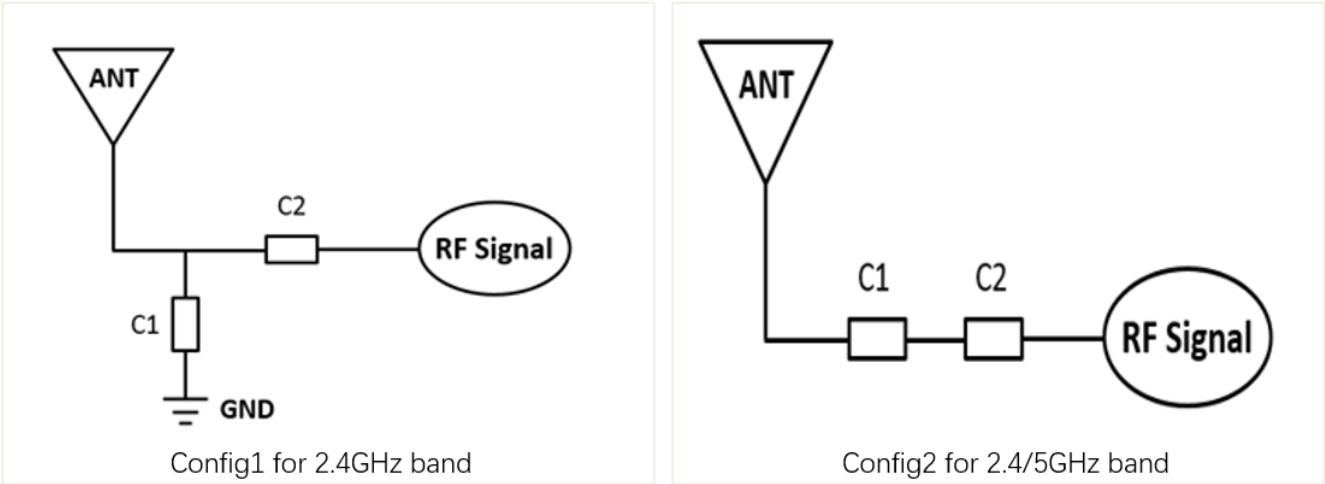 ANT
C2
RF Signal
C1
GND
Config1 for 2.4GHz band
ANT
C1 C2
RF Signal
Config2 for 2.4/5GHz band